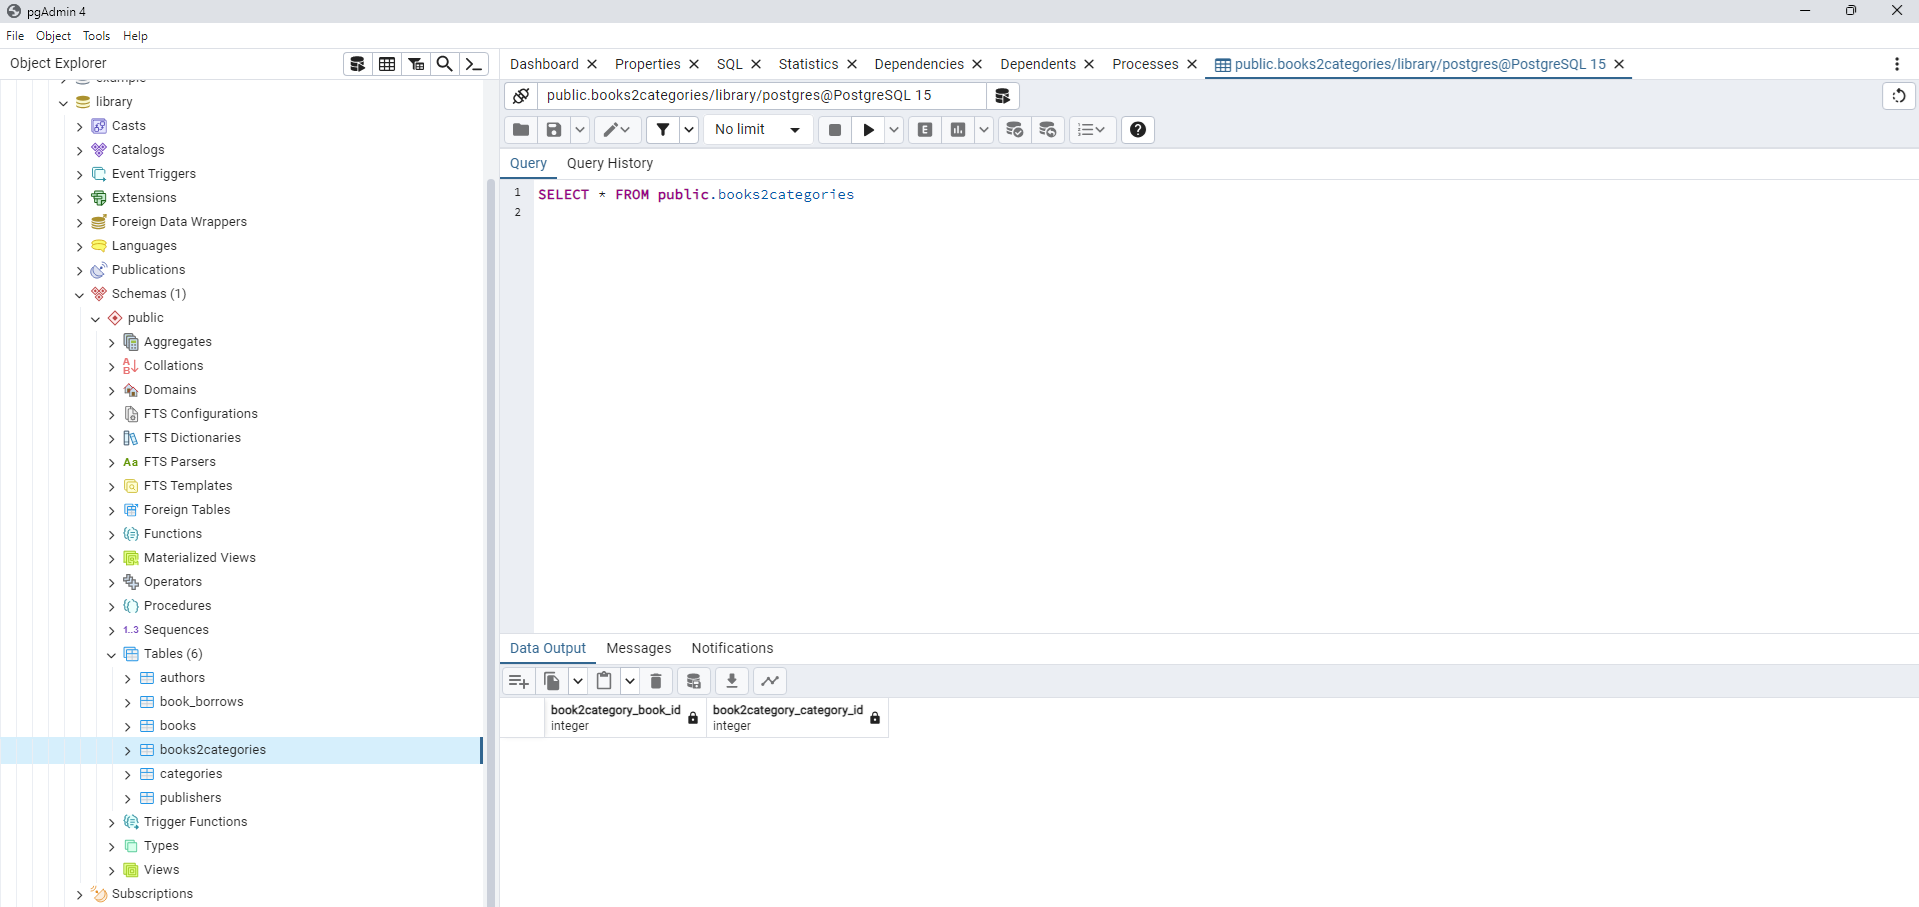 pgAdmin 4
File Object Tools Help
Object Explorer
Dashboard Properties SQL Statistics Dependencies Dependents Processes public.books2categories/library/postgres@PostgreSQL 15
example
library
Casts
Catalogs
Event Triggers
Extensions
Foreign Data Wrappers
Languages
Publications
Schemas (1)
public
Aggregates
Collations
Domains
FTS Configurations
FTS Dictionaries
Aa FTS Parsers
FTS Templates
Foreign Tables
Functions
Materialized Views
Operators
Procedures
1..3 Sequences
Tables (6)
authors
book_borrows
books
books2categories
categories
publishers
Trigger Functions
Types
Views
Subscriptions
public.books2categories/library/postgres@PostgreSQL 15
No limit E
Query Query History
1 SELECT * FROM public.books2categories
2
Data Output Messages Notifications
book2category_book_id book2category_category_id
integer integer